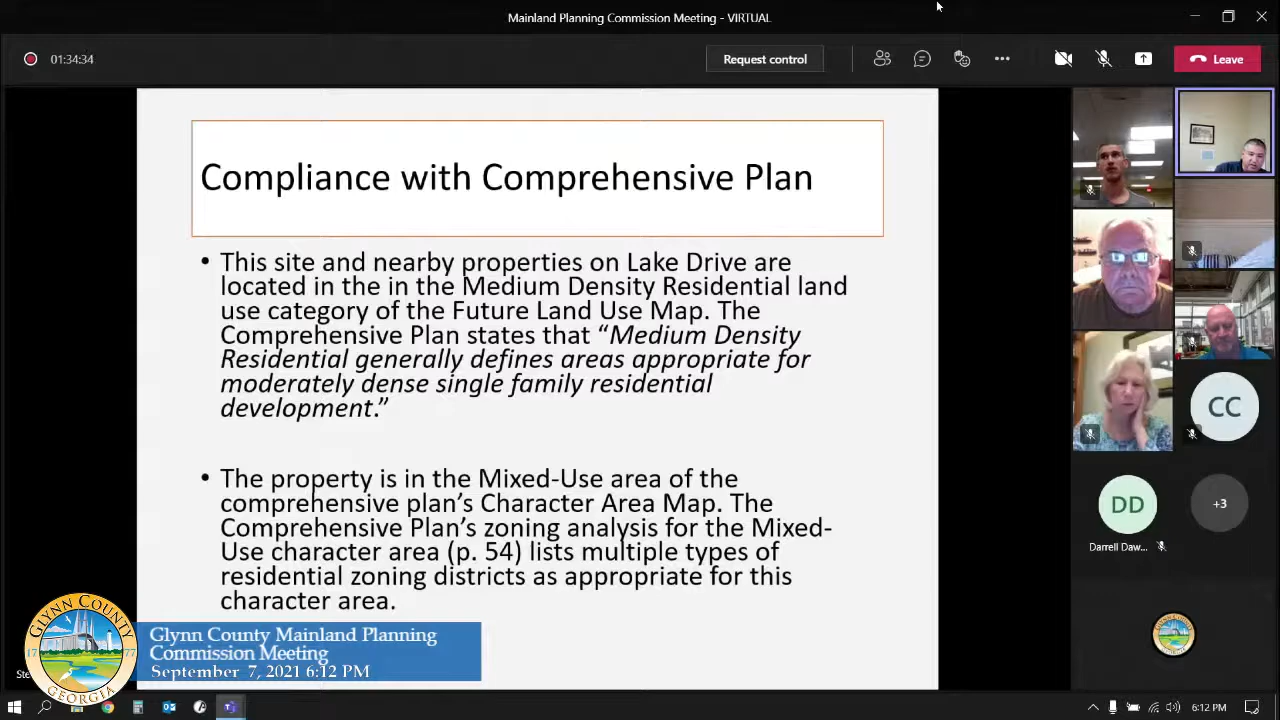 Mainland Planning Commission Meeting - VIRTUAL
01:34:34
Request control
Leave
Compliance with Comprehensive Plan
• This site and nearby properties on Lake Drive are
located in the in the Medium Density Residential land
use category of the Future Land Use Map. The
Comprehensive Plan states that “Medium Density
Residential generally defines areas appropriate for
moderately dense single family residential
development.”
• The property is in the Mixed-Use area of the
comprehensive plan’s Character Area Map. The
Comprehensive Plan’s zoning analysis for the Mixed-
Use character area (p. 54) lists multiple types of
residential zoning districts as appropriate for this
character area.
CC
DD
+3
Darrell Daw...
GLYNN COUNTY
17 77
GEORGIA
Glynn County Mainland Planning
Commission Meeting
September 7, 2021 6:12 PM
Ste
6:12 PM